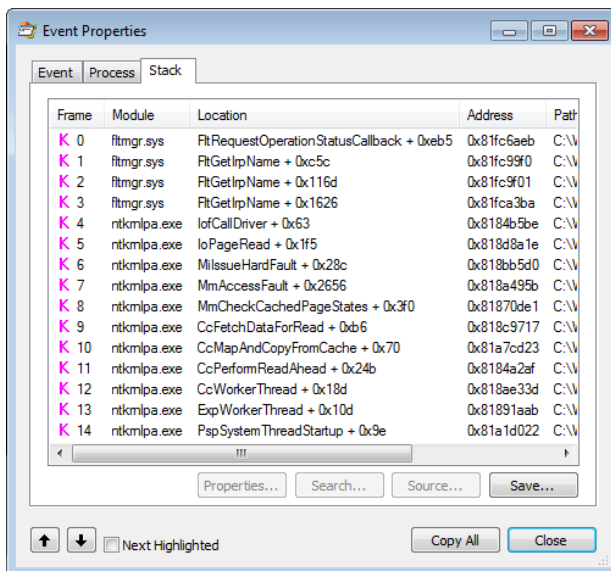 Event Properties
Event Process Stack
Frame Module Location Address Path
K 0 fltmgr.sys FltRequestOperationStatusCallback + 0xeb5 0x81fc6aeb C:\W
K 1 fltmgr.sys FltGetIrpName + 0xc5c 0x81fc99f0 C:\W
K 2 fltmgr.sys FltGetIrpName + 0x116d 0x81fc9f01 C:\W
K 3 fltmgr.sys FltGetIrpName + 0x1626 0x81fca3ba C:\W
K 4 ntkrnlpa.exe IofCallDriver + 0x63 0x8184b5be C:\W
K 5 ntkrnlpa.exe IoPageRead + 0x1f5 0x818d8a1e C:\W
K 6 ntkrnlpa.exe MiIssueHardFault + 0x28c 0x818bb5d0 C:\W
K 7 ntkrnlpa.exe MmAccessFault + 0x2656 0x818a495b C:\W
K 8 ntkrnlpa.exe MmCheckCachedPageStates + 0x3f0 0x81870de1 C:\W
K 9 ntkrnlpa.exe CcFetchDataForRead + 0xb6 0x818c9717 C:\W
K 10 ntkrnlpa.exe CcMapAndCopyFromCache + 0x70 0x81a7cd23 C:\W
K 11 ntkrnlpa.exe CcPerformReadAhead + 0x24b 0x8184a2af C:\W
K 12 ntkrnlpa.exe CcWorkerThread + 0x18d 0x818ae33d C:\W
K 13 ntkrnlpa.exe ExpWorkerThread + 0x10d 0x81891aab C:\W
K 14 ntkrnlpa.exe PspSystemThreadStartup + 0x9e 0x81a1d022 C:\W
Properties... Search... Source... Save...
Next Highlighted Copy All Close